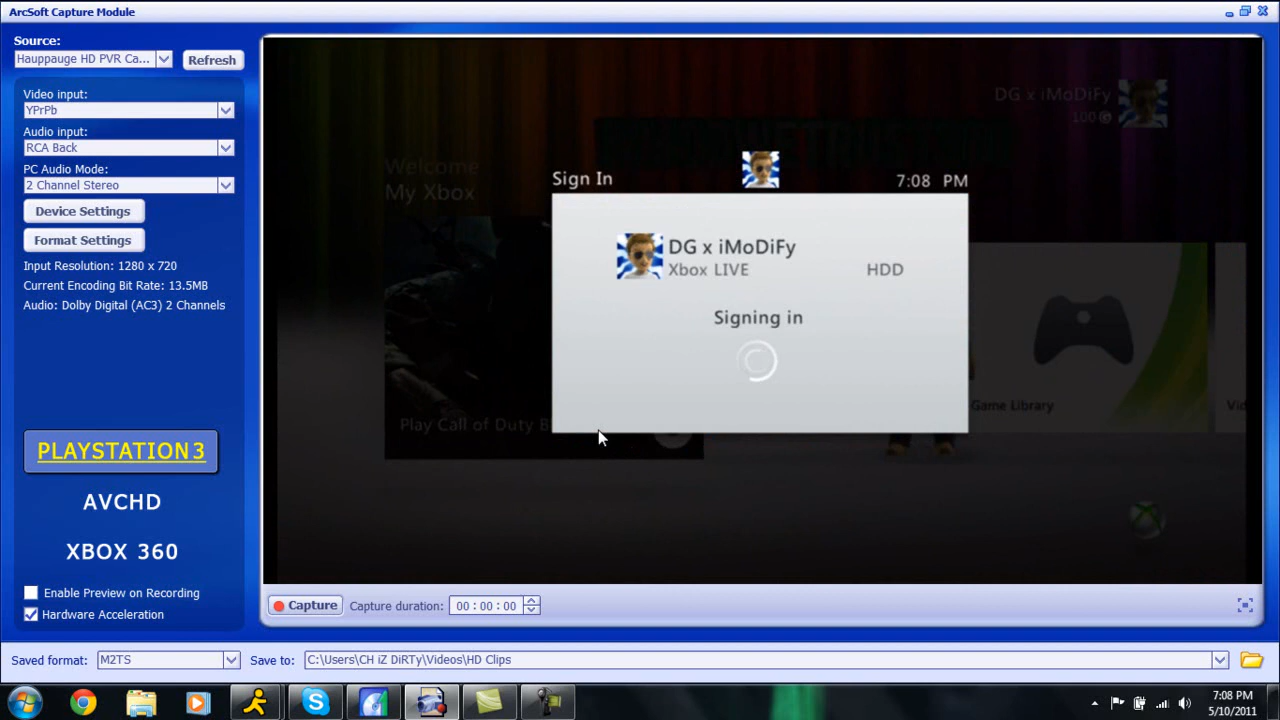 ArcSoft Capture Module
Source:
Hauppauge HD PVR Ca...
Refresh
Video input:
YPrPb
Audio input:
RCA Back
PC Audio Mode:
2 Channel Stereo
Device Settings
Format Settings
Input Resolution: 1280 x 720
Current Encoding Bit Rate: 13.5MB
Audio: Dolby Digital (AC3) 2 Channels
PLAYSTATION3
AVCHD
XBOX 360
Enable Preview on Recording
Hardware Acceleration
DG x iMoDiFy
100
Welcome
My Xbox
Sign In
7:08 PM
DG x iMoDiFy
Xbox LIVE
HDD
Signing in
Play Call of Duty B
Game Library
Vid
Capture
Capture duration:
00 : 00 : 00
Saved format:
M2TS
Save to:
C:\Users\CH iZ DiRTy\Videos\HD Clips
7:08 PM
5/10/2011